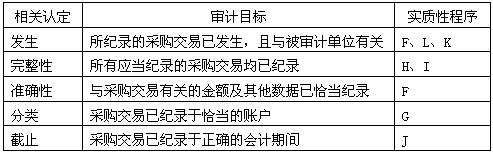 相关认定 审计目标 实质性程序
发生 所纪录的采购交易已发生，且与被审计单位有关 F、L、K
完整性 所有应当纪录的采购交易均已纪录 H、I
准确性 与采购交易有关的金额及其他数据已恰当纪录 F
分类 采购交易已纪录于恰当的账户 G
截止 采购交易已纪录于正确的会计期间 J